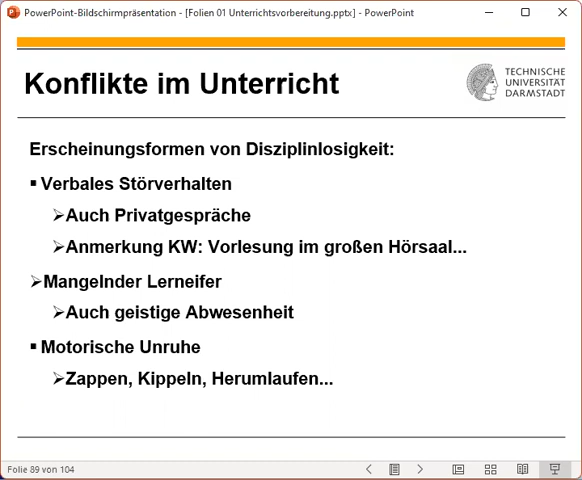 PowerPoint-Bildschirmpräsentation - [Folien 01 Unterrichtsvorbereitung.pptx] - PowerPoint
Konflikte im Unterricht
TECHNISCHE
UNIVERSITÄT
DARMSTADT
Erscheinungsformen von Disziplinlosigkeit:
▪ Verbales Störverhalten
➢Auch Privatgespräche
➢Anmerkung KW: Vorlesung im großen Hörsaal...
➢Mangelnder Lerneifer
➢Auch geistige Abwesenheit
▪ Motorische Unruhe
➢Zappen, Kippeln, Herumlaufen...
Folie 89 von 104